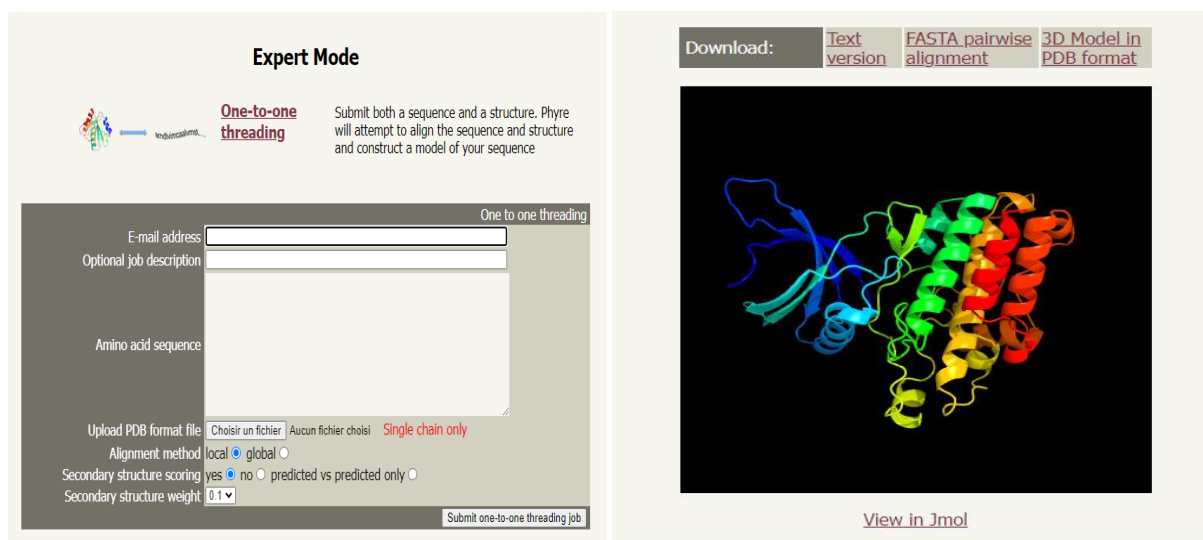 Expert Mode
One-to-one
threading
Submit both a sequence and a structure. Phyre
will attempt to align the sequence and structure
and construct a model of your sequence
One to one threading
E-mail address
Optional job description
Amino acid sequence
Upload PDB format file Choisir un fichier Aucun fichier choisi Single chain only
Alignment method local global
Secondary structure scoring yes no predicted vs predicted only
Secondary structure weight 0.1
Submit one-to-one threading job
Download:
Text
version
FASTA pairwise
alignment
3D Model in
PDB format
View in Jmol